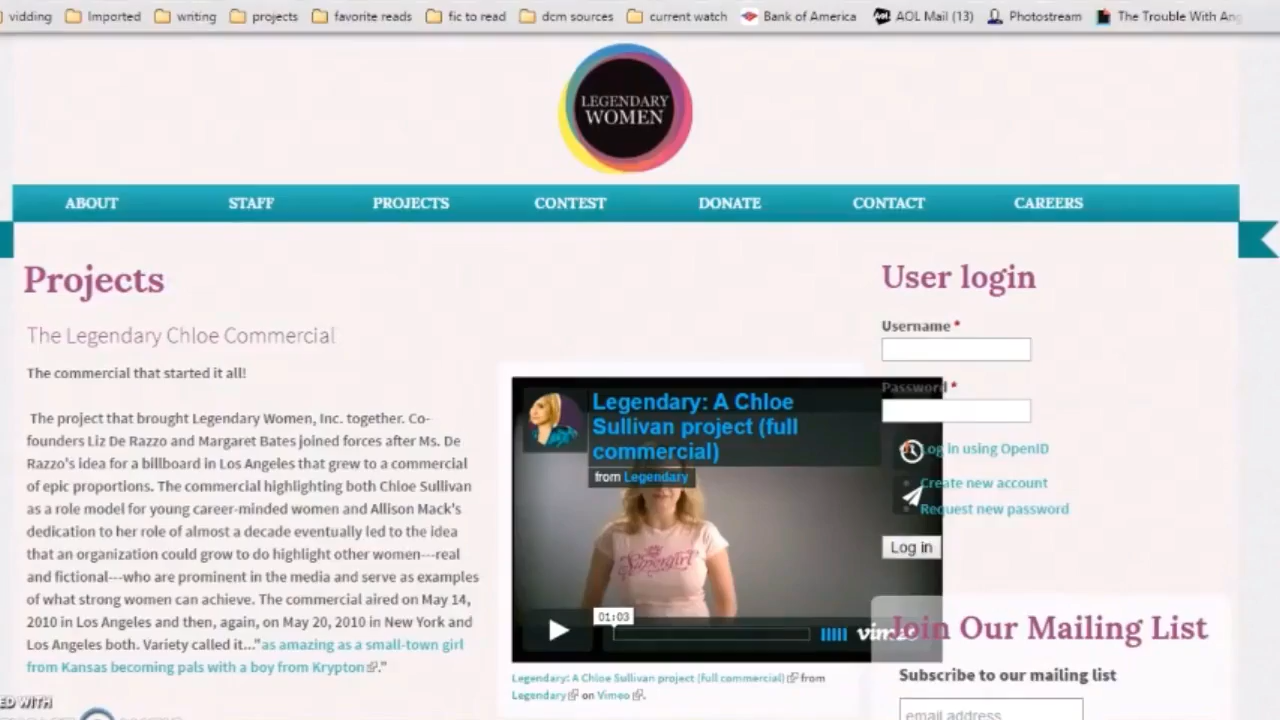 vidding Imported writing projects favorite reads fic to read dcm sources current watch Bank of America AOL Mail (13) Photostream The Trouble With Ang
LEGENDARY
WOMEN
ABOUT STAFF PROJECTS CONTEST DONATE CONTACT CAREERS
Projects
The Legendary Chloe Commercial
The commercial that started it all!
The project that brought Legendary Women, Inc. together. Co-
founders Liz De Razzo and Margaret Bates joined forces after Ms. De
Razzo's idea for a billboard in Los Angeles that grew to a commercial
of epic proportions. The commercial highlighting both Chloe Sullivan
as a role model for young career-minded women and Allison Mack's
dedication to her role of almost a decade eventually led to the idea
that an organization could grow to do highlight other women---real
and fictional---who are prominent in the media and serve as examples
of what strong women can achieve. The commercial aired on May 14,
2010 in Los Angeles and then, again, on May 20, 2010 in New York and
Los Angeles both. Variety called it..."as amazing as a small-town girl
from Kansas becoming pals with a boy from Krypton."
Legendary: A Chloe
Sullivan project (full
commercial)
from Legendary
Supergirl
01:03
vimeo
Legendary: A Chloe Sullivan project (full commercial) from
Legendary on Vimeo.
User login
Username *
Password *
Log in using OpenID
Create new account
Request new password
Log in
Join Our Mailing List
Subscribe to our mailing list
email address
ED WITH